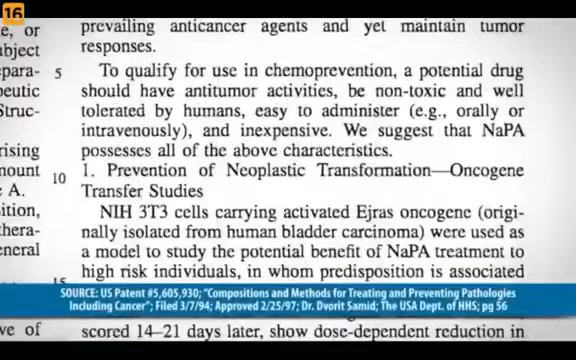 16
prevailing anticancer agents and yet maintain tumor
responses.
5 To qualify for use in chemoprevention, a potential drug
should have antitumor activities, be non-toxic and well
tolerated by humans, easy to administer (e.g., orally or
intravenously), and inexpensive. We suggest that NaPA
possesses all of the above characteristics.
10 1. Prevention of Neoplastic Transformation—Oncogene
Transfer Studies
NIH 3T3 cells carrying activated Ejras oncogene (origi-
nally isolated from human bladder carcinoma) were used as
a model to study the potential benefit of NaPA treatment to
high risk individuals, in whom predisposition is associated
SOURCE: US Patent #5,605,930; "Compositions and Methods for Treating and Preventing Pathologies
Including Cancer"; Filed 3/7/94; Approved 2/25/97; Dr. Dvorit Samid; The USA Dept. of HHS; pg 56
scored 14–21 days later, show dose-dependent reduction in
e, or
ubject
epara-
peutic
Struc-
rising
mount
e A.
ition,
thera-
eneral
ve of